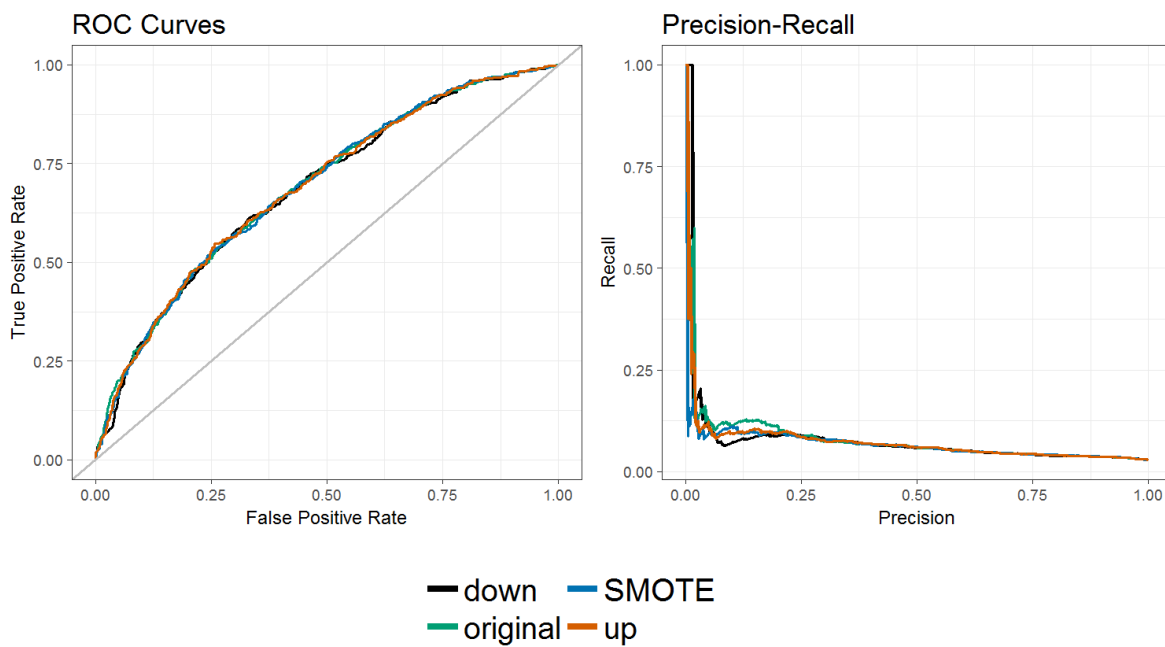 ROC Curves
True Positive Rate
1.00
0.75
0.50
0.25
0.00
0.00 0.25 0.50 0.75 1.00
False Positive Rate
Precision-Recall
Recall
1.00
0.75
0.50
0.25
0.00
0.00 0.25 0.50 0.75 1.00
Precision
down SMOTE
original up